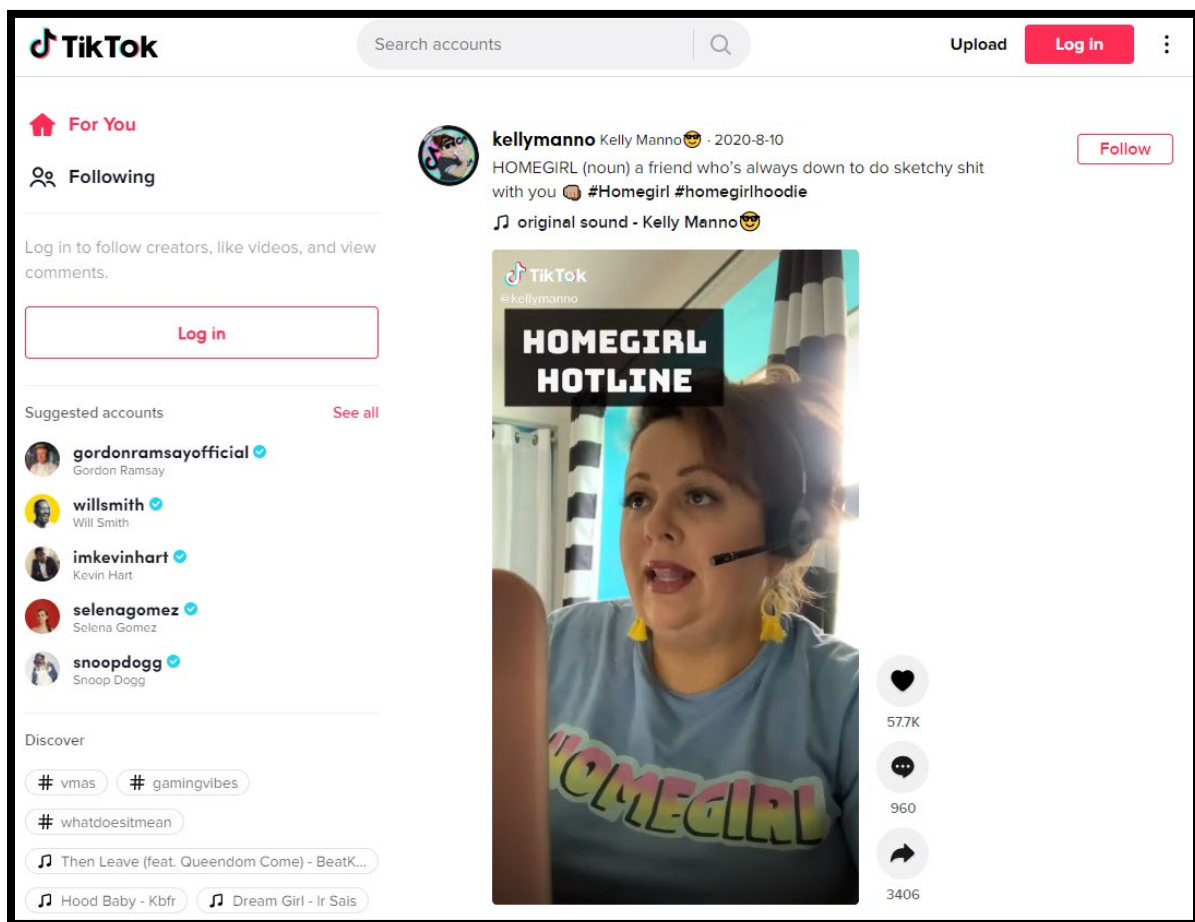 TikTok
Search accounts
Upload
Log in
For You
Following
Log in to follow creators, like videos, and view
comments.
Log in
Suggested accounts
See all
gordonramsayofficial
Gordon Ramsay
willsmith
Will Smith
imkevinhart
Kevin Hart
selenagomez
Selena Gomez
snoopdogg
Snoop Dogg
Discover
# vmas
# gamingvibes
# whatdoesitmean
Then Leave (feat. Queendom Come) - BeatK...
Hood Baby - Kbfr
Dream Girl - Ir Sais
kellymanno Kelly Manno😎 · 2020-8-10
Follow
HOMEGIRL (noun) a friend who’s always down to do sketchy shit
with you 👊🏽 #Homegirl #homegirlhoodie
original sound - Kelly Manno😎
TikTok
@kellymanno
HOMEGIRL
HOTLINE
HOMEGIRL
57.7K
960
3406